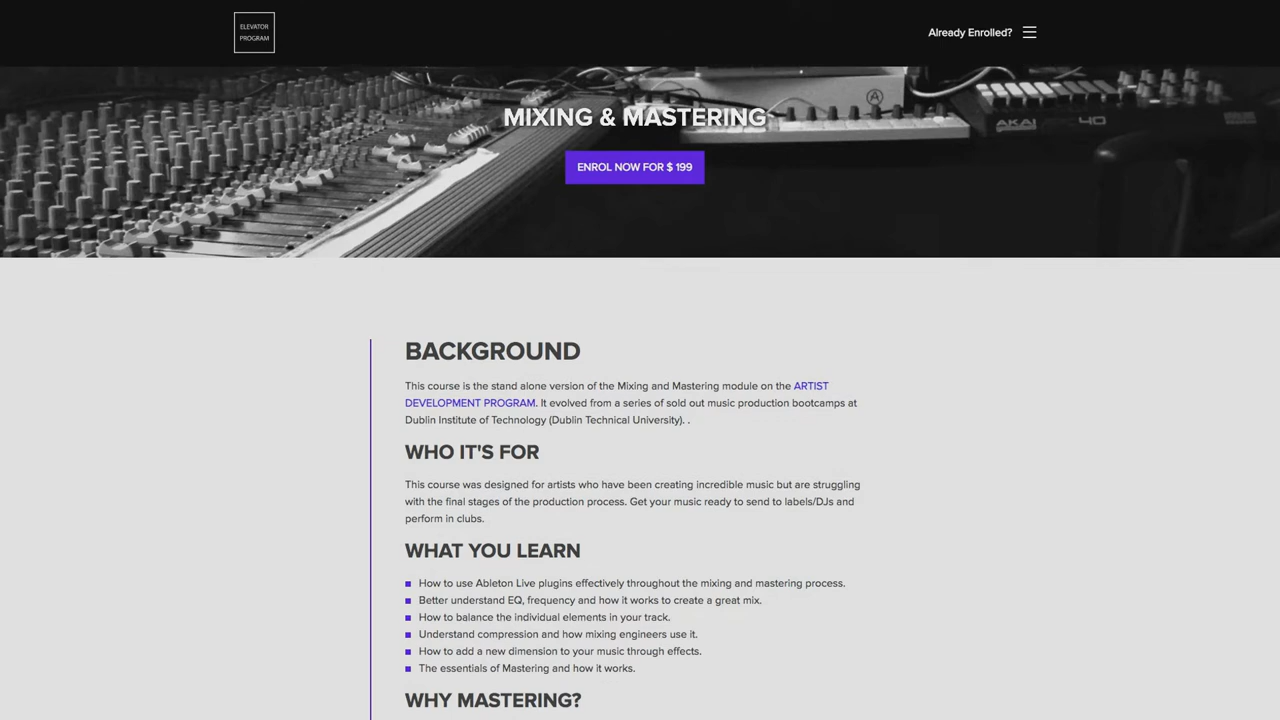 ELEVATOR
PROGRAM
Already Enrolled?
MIXING & MASTERING
AKAI
40
ENROL NOW FOR $ 199
BACKGROUND
This course is the stand alone version of the Mixing and Mastering module on the ARTIST
DEVELOPMENT PROGRAM. It evolved from a series of sold out music production bootcamps at
Dublin Institute of Technology (Dublin Technical University). .
WHO IT'S FOR
This course was designed for artists who have been creating incredible music but are struggling
with the final stages of the production process. Get your music ready to send to labels/DJs and
perform in clubs.
WHAT YOU LEARN
How to use Ableton Live plugins effectively throughout the mixing and mastering process.
Better understand EQ, frequency and how it works to create a great mix.
How to balance the individual elements in your track.
Understand compression and how mixing engineers use it.
How to add a new dimension to your music through effects.
The essentials of Mastering and how it works.
WHY MASTERING?